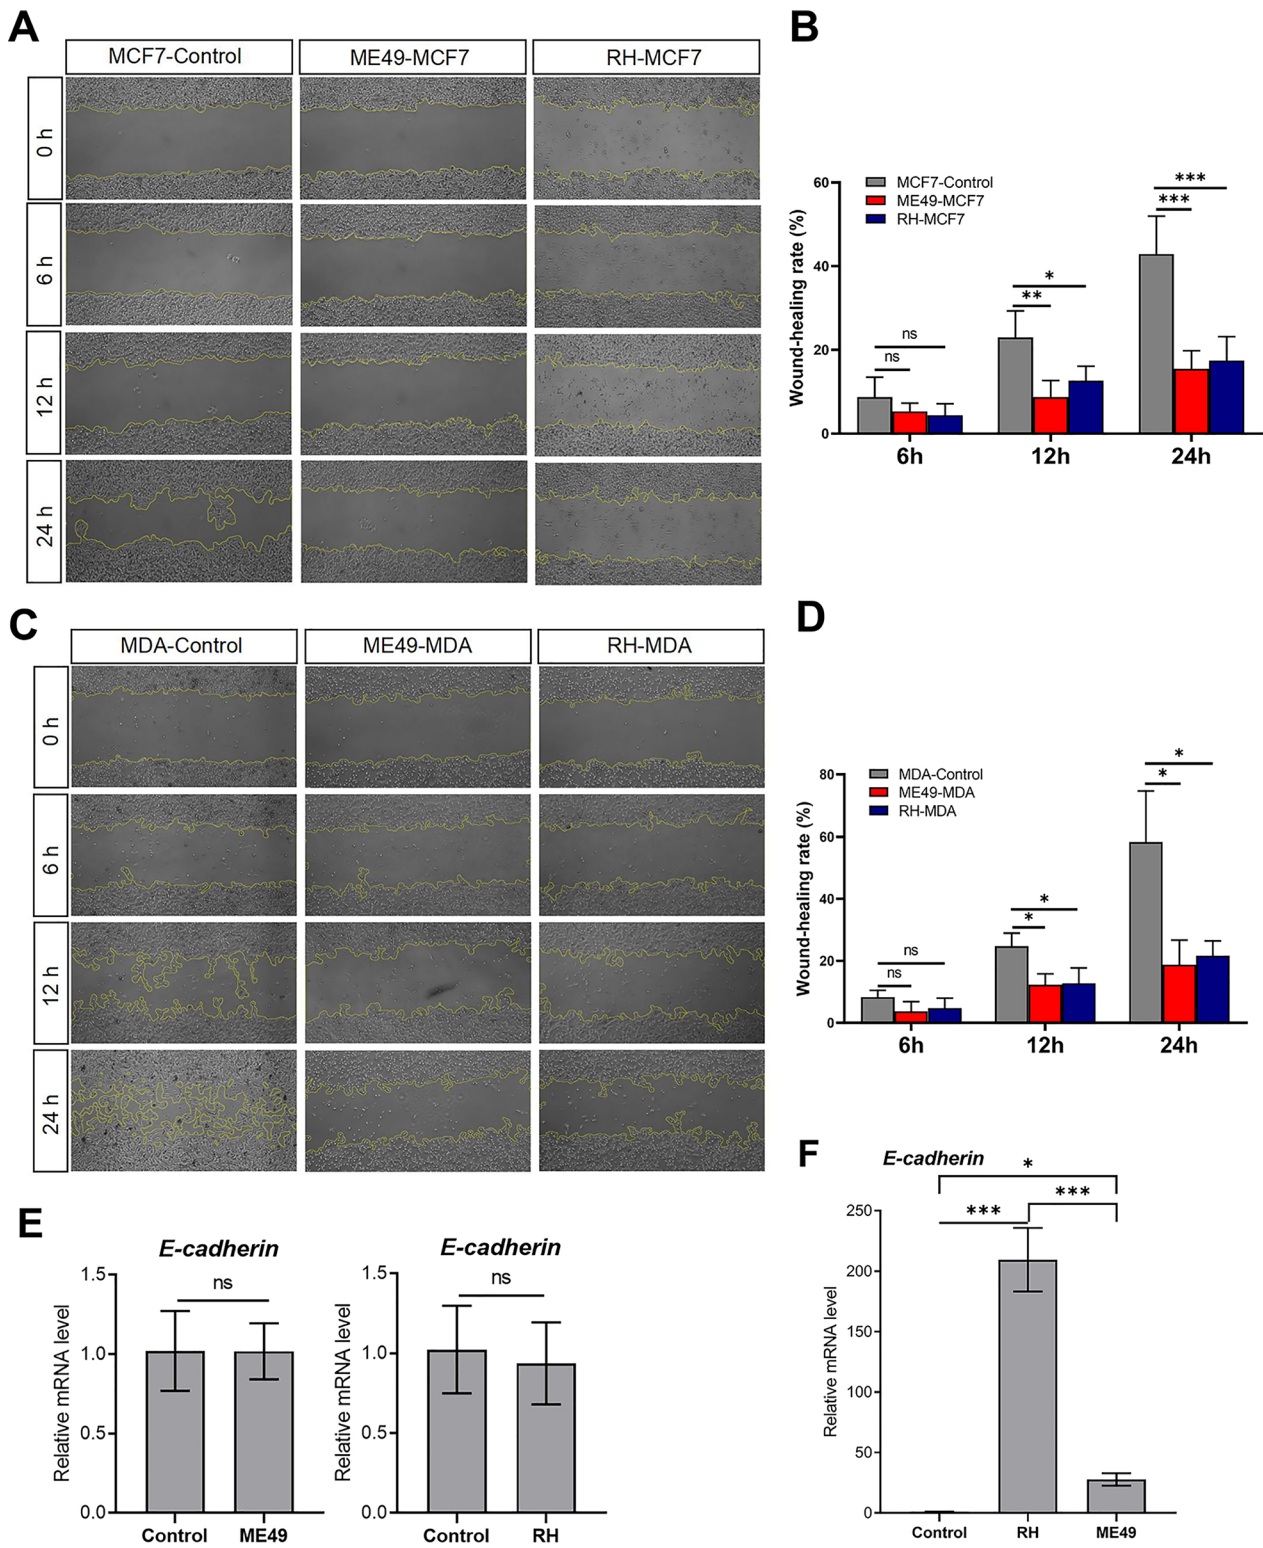 A
MCF7-Control ME49-MCF7 RH-MCF7
0 h
6 h
12 h
24 h
B
MCF7-Control
ME49-MCF7
RH-MCF7
Wound-healing rate (%)
60
40
20
0
ns
ns
*
**
***
***
6h 12h 24h
C
MDA-Control ME49-MDA RH-MDA
0 h
6 h
12 h
24 h
D
MDA-Control
ME49-MDA
RH-MDA
Wound-healing rate (%)
80
60
40
20
0
ns
ns
*
*
*
*
6h 12h 24h
E
E-cadherin
Relative mRNA level
1.5
1.0
0.5
0.0
ns
Control ME49
E-cadherin
Relative mRNA level
1.5
1.0
0.5
0.0
ns
Control RH
F
E-cadherin
Relative mRNA level
250
200
150
100
50
0
*
***
***
Control RH ME49